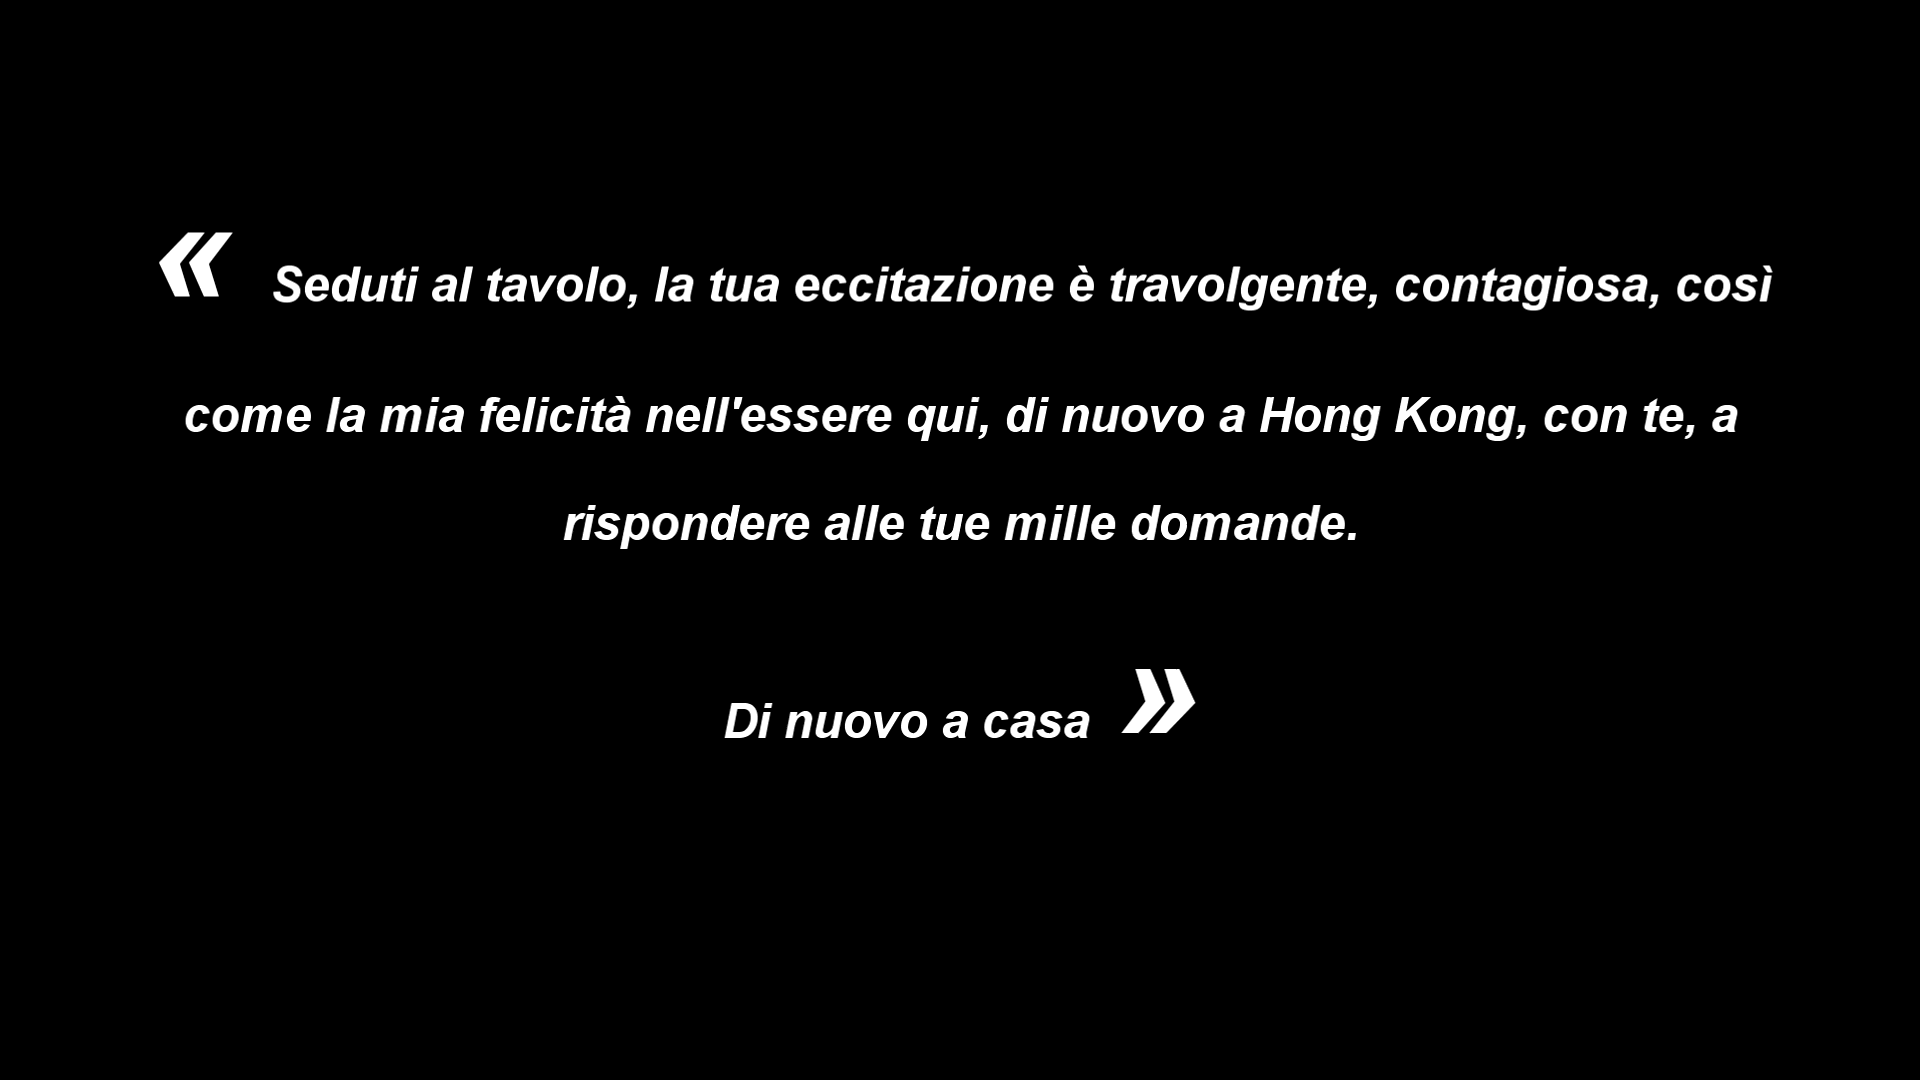 « Seduti al tavolo, la tua eccitazione è travolgente, contagiosa, così
come la mia felicità nell'essere qui, di nuovo a Hong Kong, con te, a
rispondere alle tue mille domande.
Di nuovo a casa »